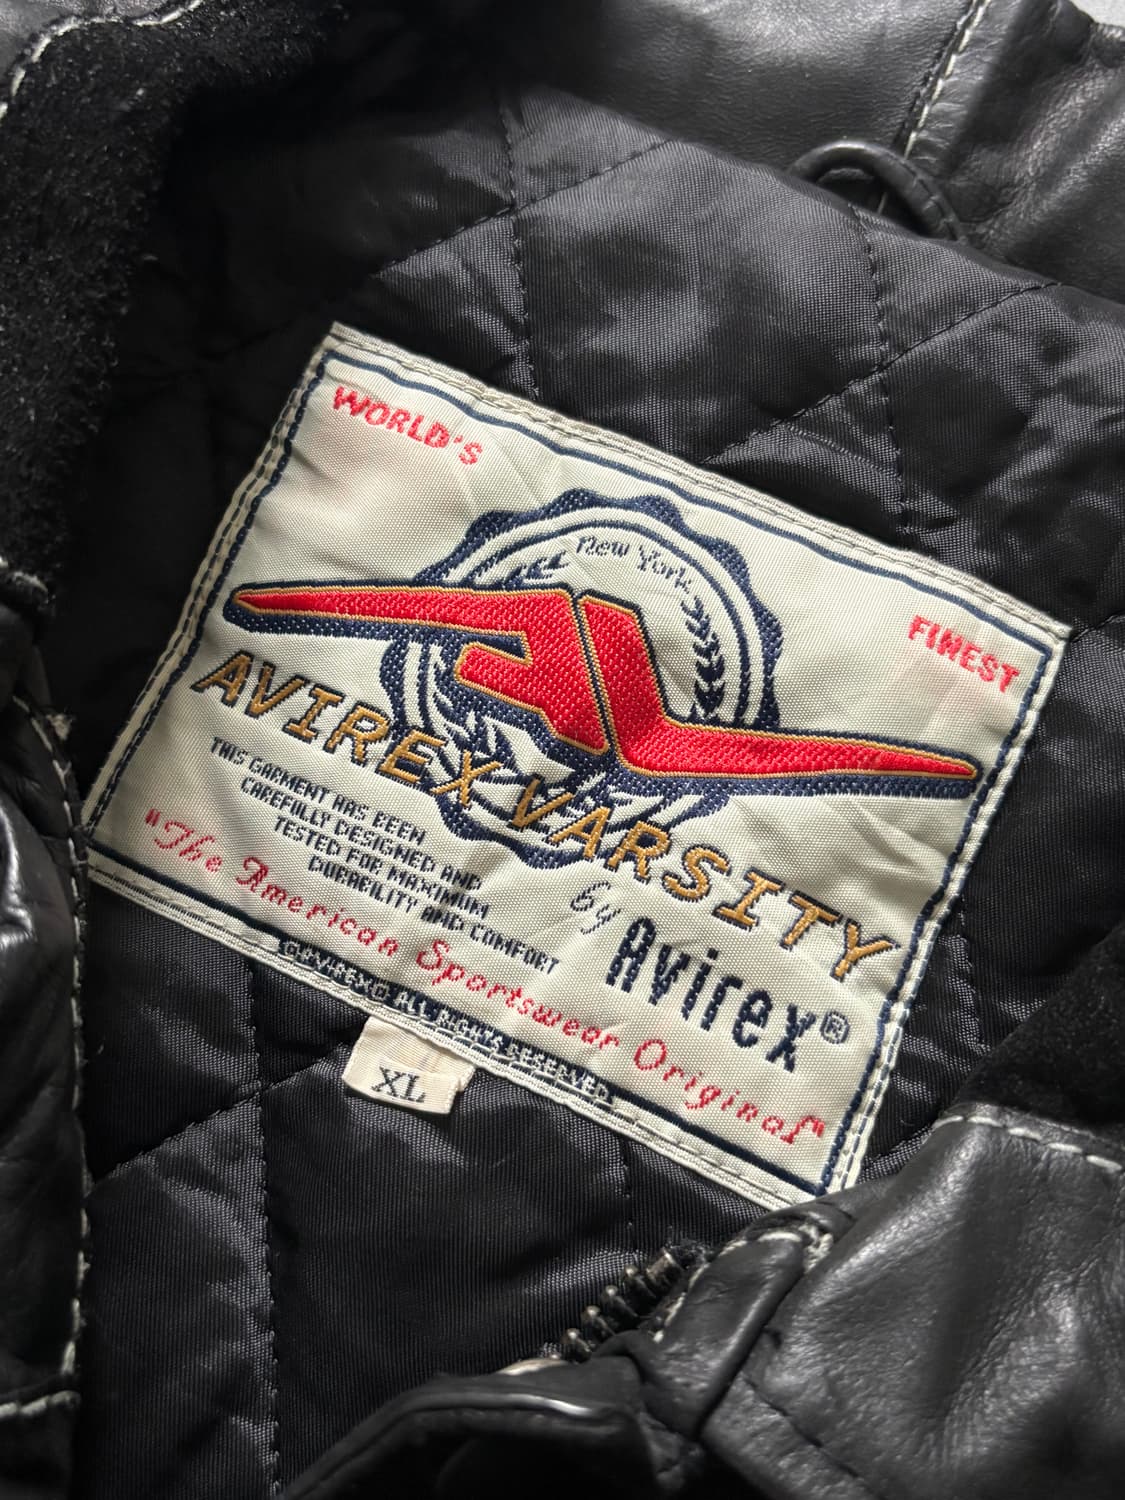 WORLD'S
FINEST
New York
AVIREX VARSITY
by Avirex®
THIS GARMENT HAS BEEN
CAREFULLY DESIGNED AND
TESTED FOR MAXIMUM
DURABILITY AND COMFORT
"The American Sportswear Original"
ALL RIGHTS RESERVED
XL